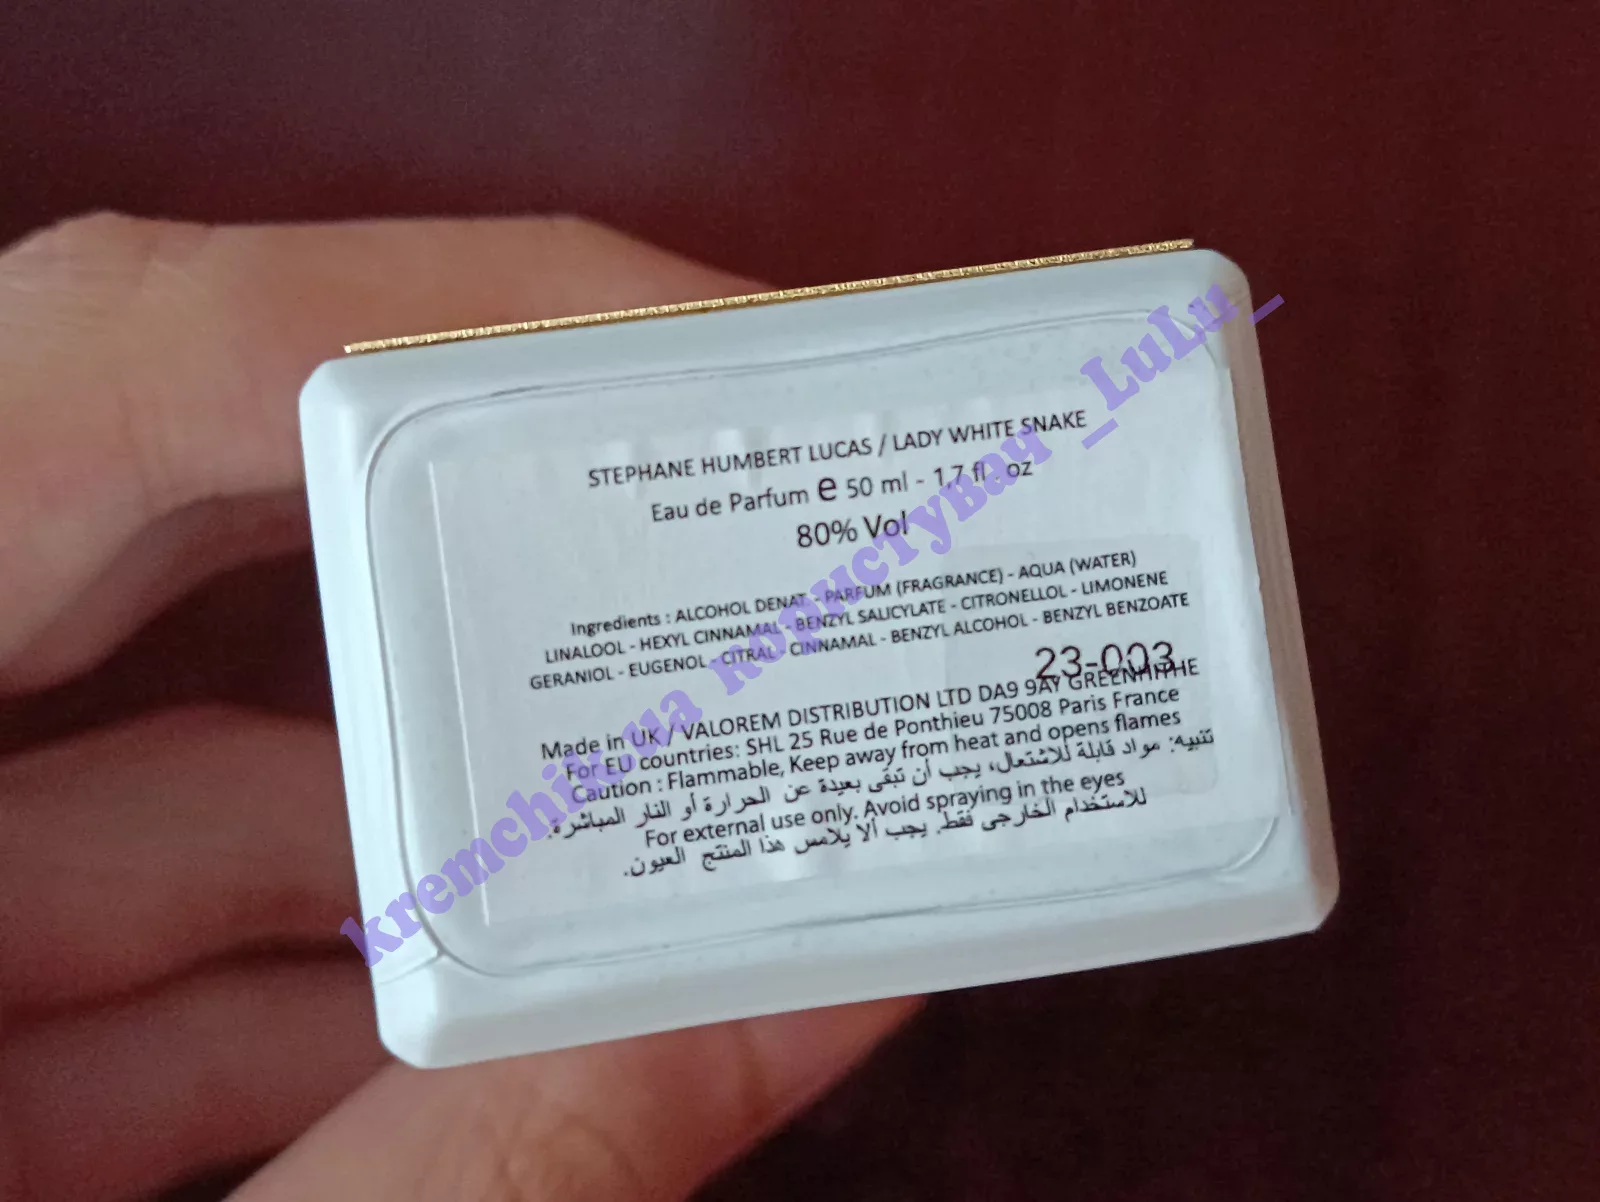 STEPHANE HUMBERT LUCAS / LADY WHITE SNAKE
Eau de Parfum e 50 ml - 1,7 fl . oz
80% Vol
Ingredients : ALCOHOL DENAT. - PARFUM (FRAGRANCE) - AQUA (WATER)
LINALOOL - HEXYL CINNAMAL - BENZYL SALICYLATE - CITRONELLOL - LIMONENE
GERANIOL - EUGENOL - CITRAL - CINNAMAL - BENZYL ALCOHOL - BENZYL BENZOATE
23-003
Made in UK / VALOREM DISTRIBUTION LTD DA9 9AY GREENHITHE
For EU countries: SHL 25 Rue de Ponthieu 75008 Paris France
Caution : Flammable, Keep away from heat and opens flames
تنبيه: مواد قابلة للاشتعال، يجب أن تبقى بعيدة عن الحرارة أو النار المباشرة.
For external use only. Avoid spraying in the eyes
للاستخدام الخارجى فقط. يجب ألا يلامس هذا المنتج العيون.
kremchik.ua користувач _LuLu_